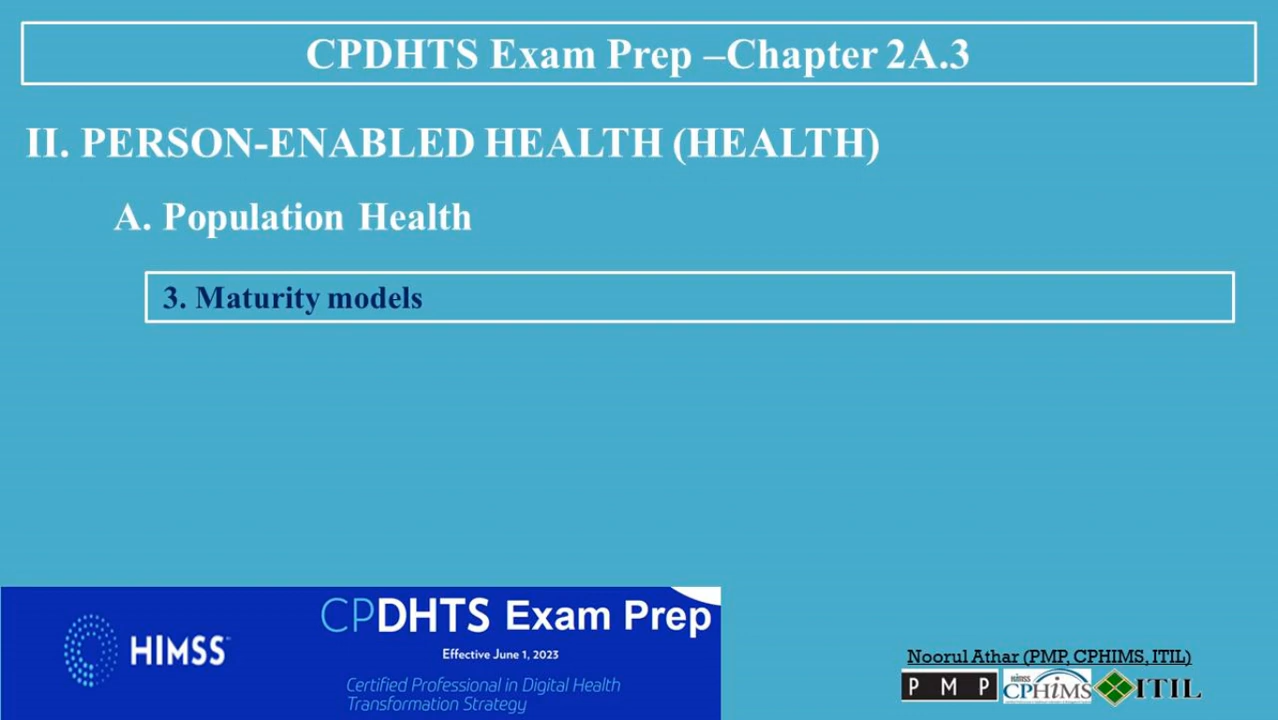 CPDHTS Exam Prep –Chapter 2A.3
II. PERSON-ENABLED HEALTH (HEALTH)
A. Population Health
3. Maturity models
HIMSS
CPDHTS Exam Prep
Effective June 1, 2023
Certified Professional in Digital Health
Transformation Strategy
Noorul Athar (PMP, CPHIMS, ITIL)
P M P
himss
CPHIMS
ITIL